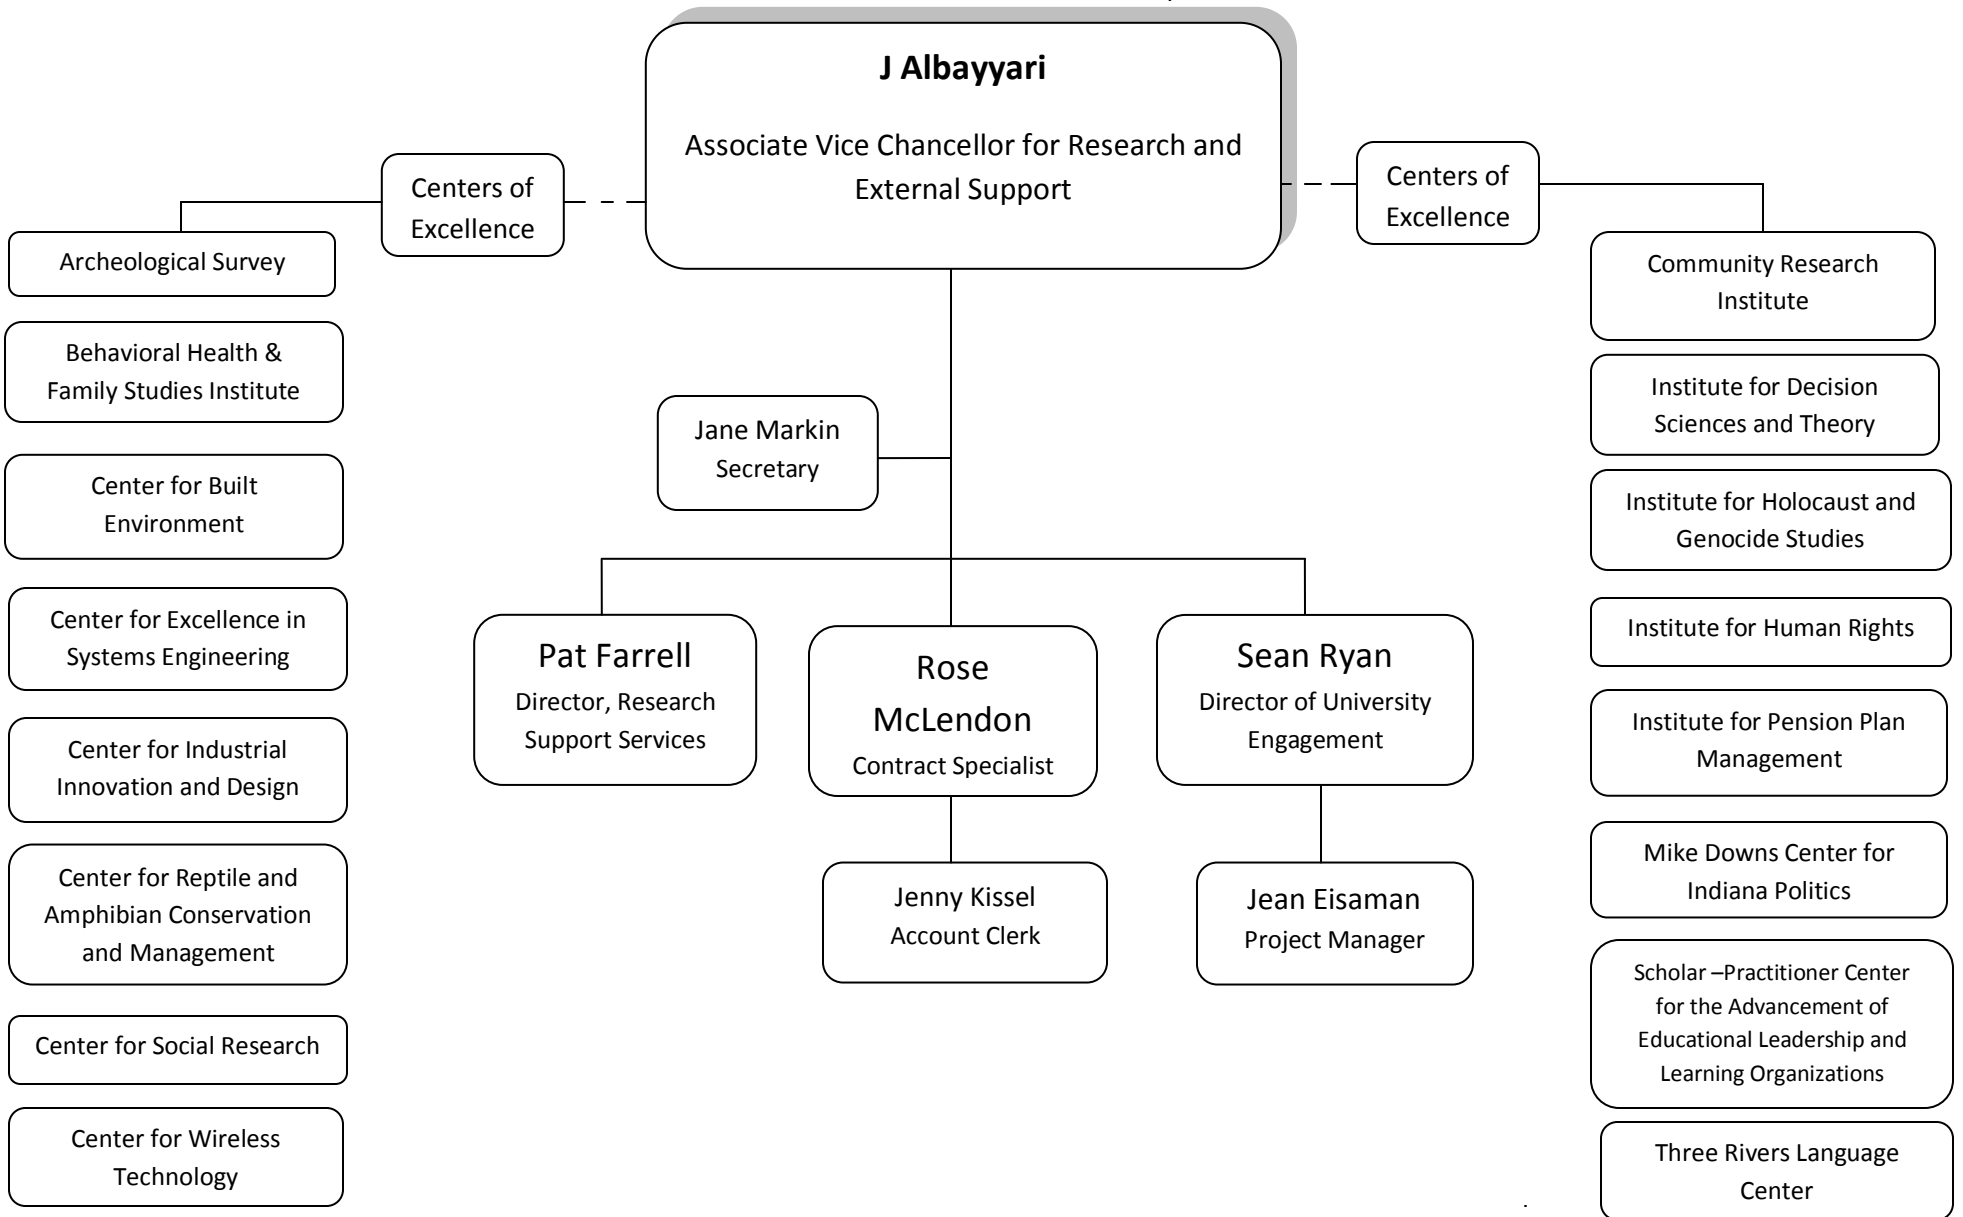 J Albayyari
Associate Vice Chancellor for Research and
External Support
Centers of
Excellence
Centers of
Excellence
Archeological Survey
Behavioral Health &
Family Studies Institute
Center for Built
Environment
Center for Excellence in
Systems Engineering
Center for Industrial
Innovation and Design
Center for Reptile and
Amphibian Conservation
and Management
Center for Social Research
Center for Wireless
Technology
Jane Markin
Secretary
Pat Farrell
Director, Research
Support Services
Rose
McLendon
Contract Specialist
Sean Ryan
Director of University
Engagement
Jenny Kissel
Account Clerk
Jean Eisaman
Project Manager
Community Research
Institute
Institute for Decision
Sciences and Theory
Institute for Holocaust and
Genocide Studies
Institute for Human Rights
Institute for Pension Plan
Management
Mike Downs Center for
Indiana Politics
Scholar –Practitioner Center
for the Advancement of
Educational Leadership and
Learning Organizations
Three Rivers Language
Center